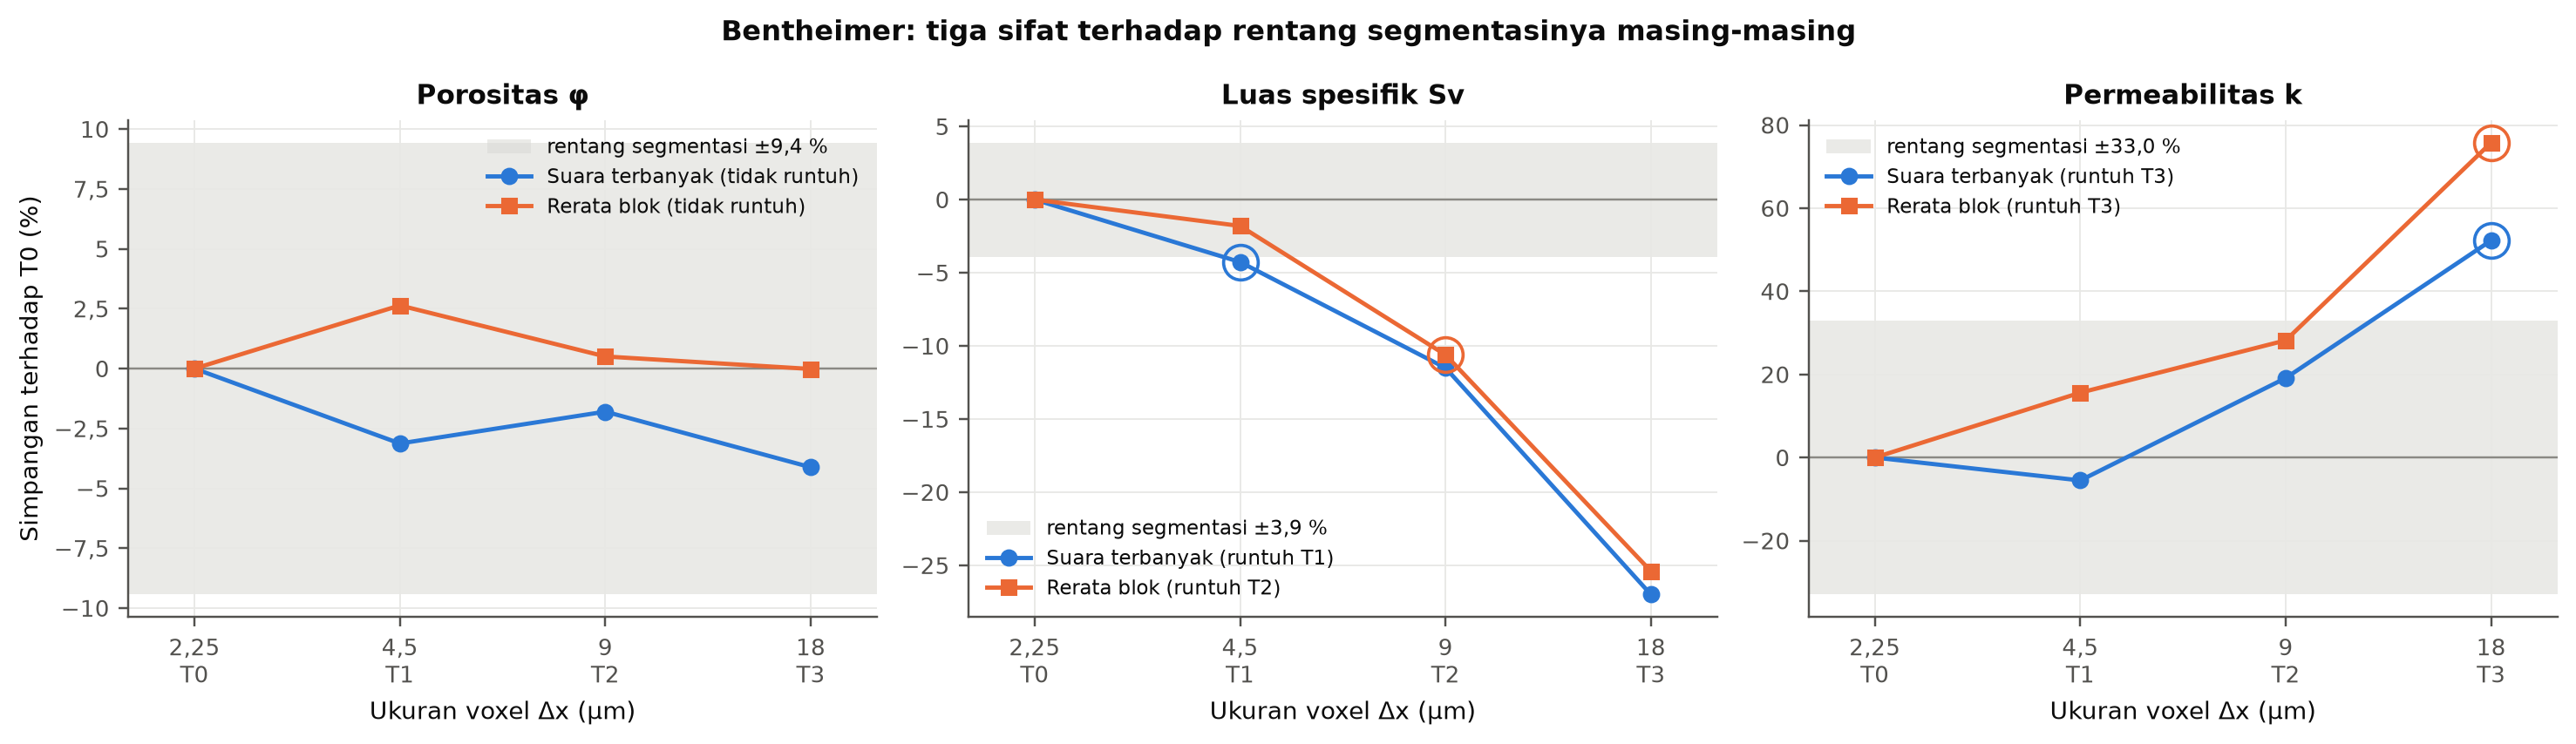 Bentheimer: tiga sifat terhadap rentang segmentasinya masing-masing
Porositas φ
Simpangan terhadap T0 (%)
10
7,5
5
2,5
0
−2,5
−5
−7,5
−10
rentang segmentasi ±9,4 %
Suara terbanyak (tidak runtuh)
Rerata blok (tidak runtuh)
2,25 4,5 9 18
T0 T1 T2 T3
Ukuran voxel Δx (µm)
Luas spesifik Sv
5
0
−5
−10
−15
−20
−25
rentang segmentasi ±3,9 %
Suara terbanyak (runtuh T1)
Rerata blok (runtuh T2)
2,25 4,5 9 18
T0 T1 T2 T3
Ukuran voxel Δx (µm)
Permeabilitas k
80
60
40
20
0
−20
rentang segmentasi ±33,0 %
Suara terbanyak (runtuh T3)
Rerata blok (runtuh T3)
2,25 4,5 9 18
T0 T1 T2 T3
Ukuran voxel Δx (µm)